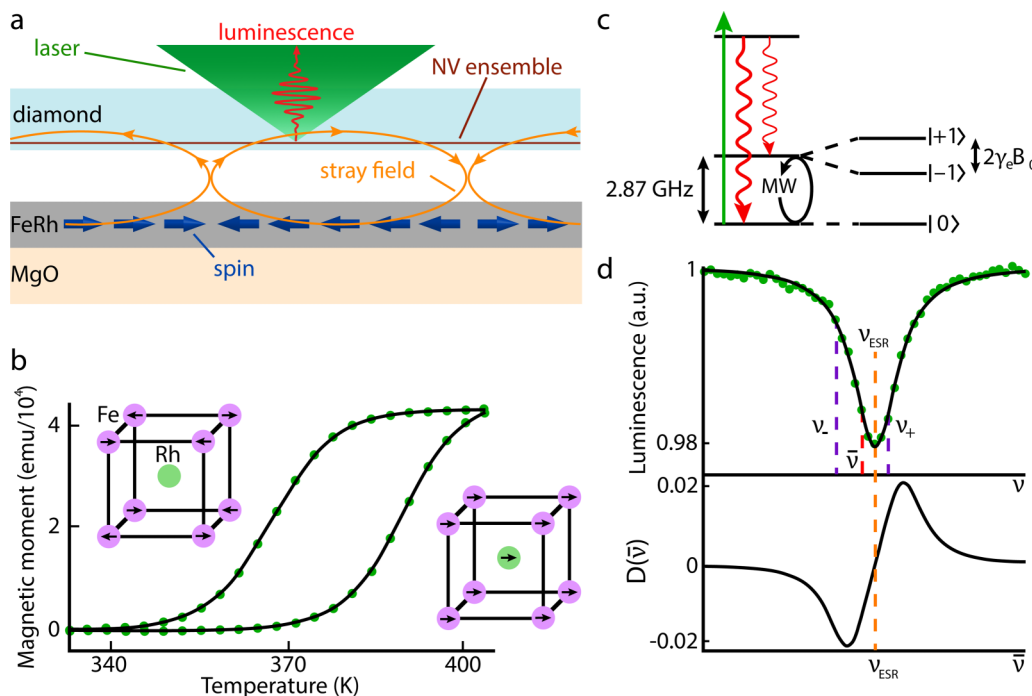 a
laser
luminescence
NV ensemble
diamond
stray field
FeRh
spin
MgO
b
Magnetic moment (emu/10⁴)
4
2
0
Fe
Rh
340
370
400
Temperature (K)
c
2.87 GHz
MW
|+1⟩
|−1⟩
|0⟩
2γₑB₀
d
Luminescence (a.u.)
1
0.98
ν_ESR
ν₋
ν̄
ν₊
ν
D(ν̄)
0.02
0
-0.02
ν_ESR
ν̄